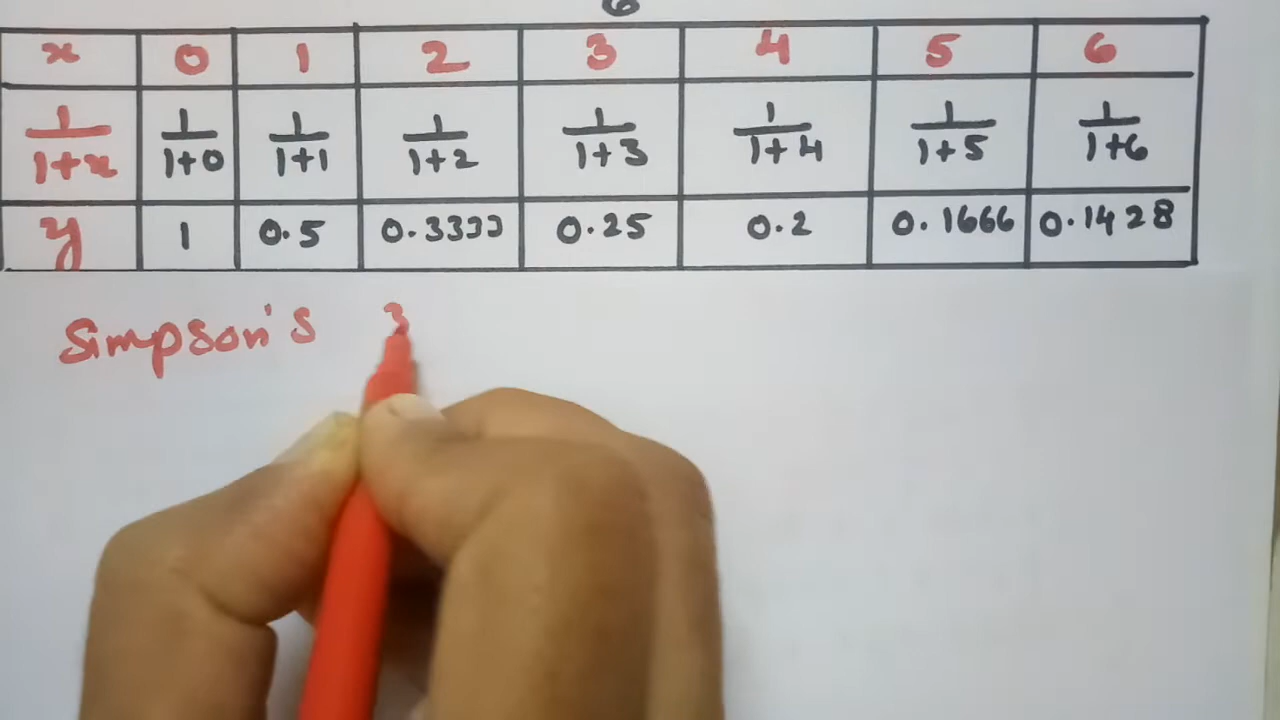 6
x 0 1 2 3 4 5 6
1/1+x 1/1+0 1/1+1 1/1+2 1/1+3 1/1+4 1/1+5 1/1+6
y 1 0.5 0.3333 0.25 0.2 0.1666 0.1428
Simpson's 3